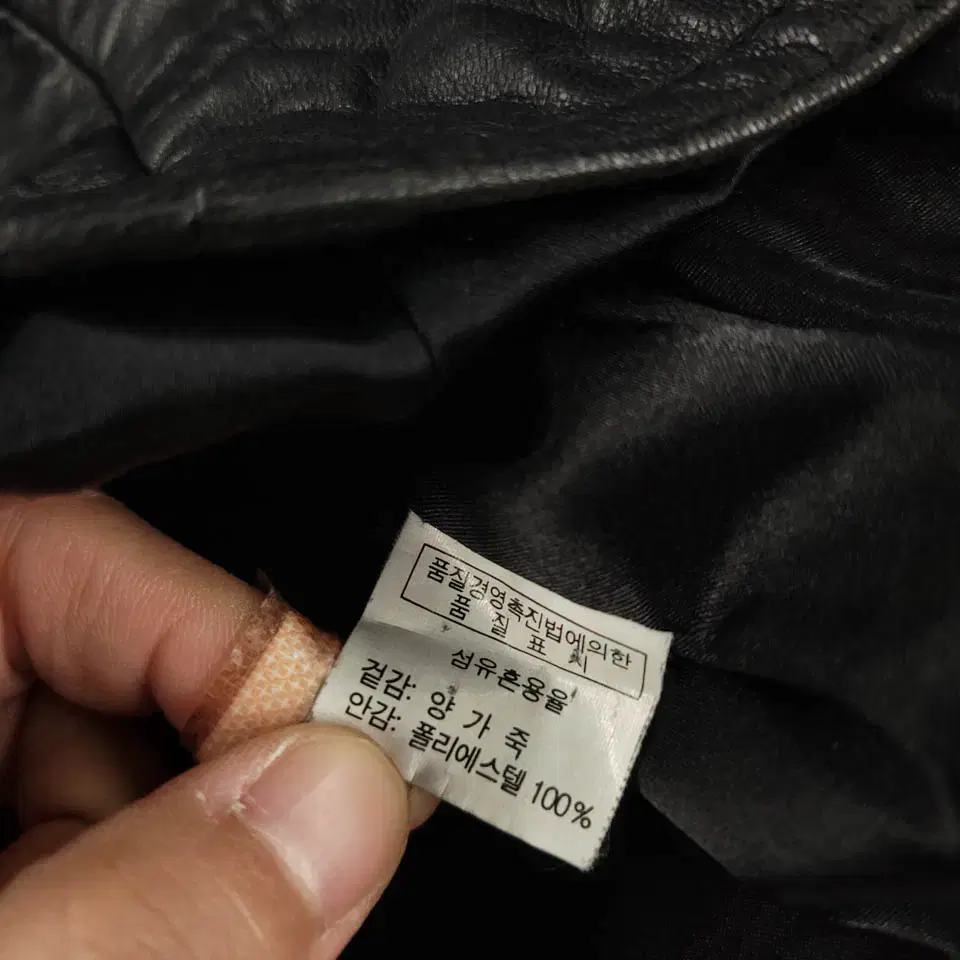 품질경영촉진법에의한
품 질 표 시
섬유혼용율
겉감: 양 가 죽
안감: 폴리에스텔 100%